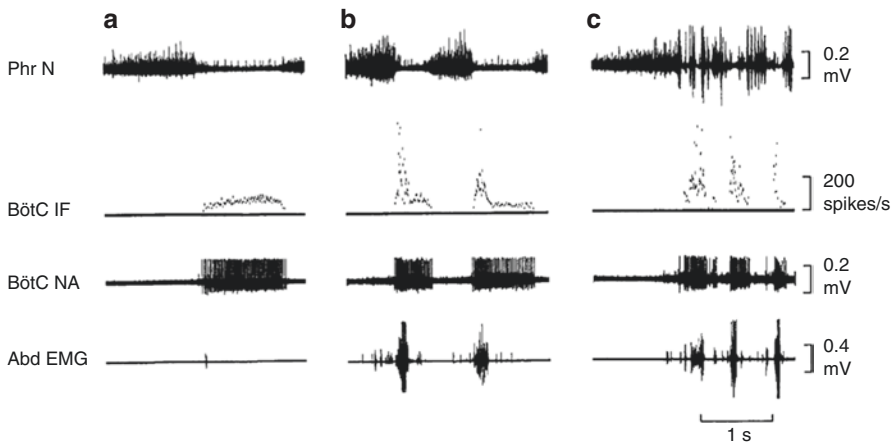 a b c
Phr N
0.2
mV
BötC IF
200
spikes/s
BötC NA
0.2
mV
Abd EMG
0.4
mV
1 s